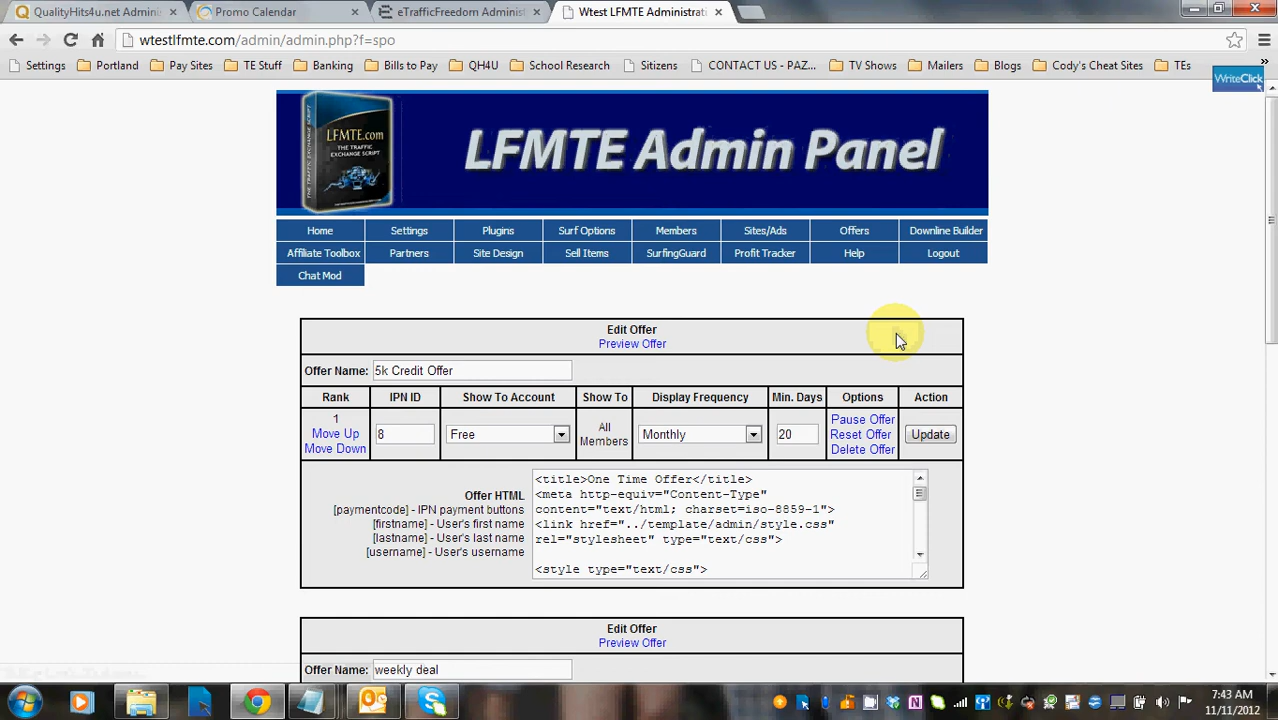 QualityHits4u.net Admini
Promo Calendar
eTrafficFreedom Administ
Wtest LFMTE Administrati
wtestlfmte.com/admin/admin.php?f=spo
Settings
Portland
Pay Sites
TE Stuff
Banking
Bills to Pay
QH4U
School Research
Sitizens
CONTACT US - PAZ...
TV Shows
Mailers
Blogs
Cody's Cheat Sites
TEs
WriteClick
LFMTE.com
THE TRAFFIC
EXCHANGE SCRIPT
LFMTE Admin Panel
Home
Settings
Plugins
Surf Options
Members
Sites/Ads
Offers
Downline Builder
Affiliate Toolbox
Partners
Site Design
Sell Items
SurfingGuard
Profit Tracker
Help
Logout
Chat Mod
Edit Offer
Preview Offer
Offer Name: 5k Credit Offer
Rank
IPN ID
Show To Account
Show To
Display Frequency
Min. Days
Options
Action
1
Move Up
Move Down
8
Free
All
Members
Monthly
20
Pause Offer
Reset Offer
Delete Offer
Update
Offer HTML
[paymentcode] - IPN payment buttons
[firstname] - User's first name
[lastname] - User's last name
[username] - User's username
<title>One Time Offer</title>
<meta http-equiv="Content-Type"
content="text/html; charset=iso-8859-1">
<link href="../template/admin/style.css"
rel="stylesheet" type="text/css">
<style type="text/css">
Edit Offer
Preview Offer
Offer Name: weekly deal
7:43 AM
11/11/2012